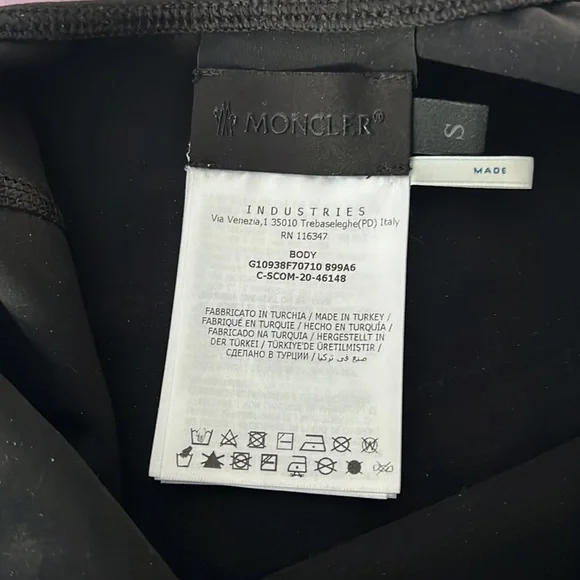 MONCLER®
S
MADE
INDUSTRIES
Via Venezia,1 35010 Trebaseleghe(PD) Italy
RN 116347
BODY
G10938F70710 899A6
C-SCOM-20-46148
FABBRICATO IN TURCHIA / MADE IN TURKEY /
FABRIQUÉ EN TURQUIE / HECHO EN TURQUÍA /
FABRICADO NA TURQUIA / HERGESTELLT IN
DER TÜRKEI / TÜRKİYE'DE ÜRETİLMİŞTİR /
СДЕЛАНО В ТУРЦИИ / صنع في تركيا